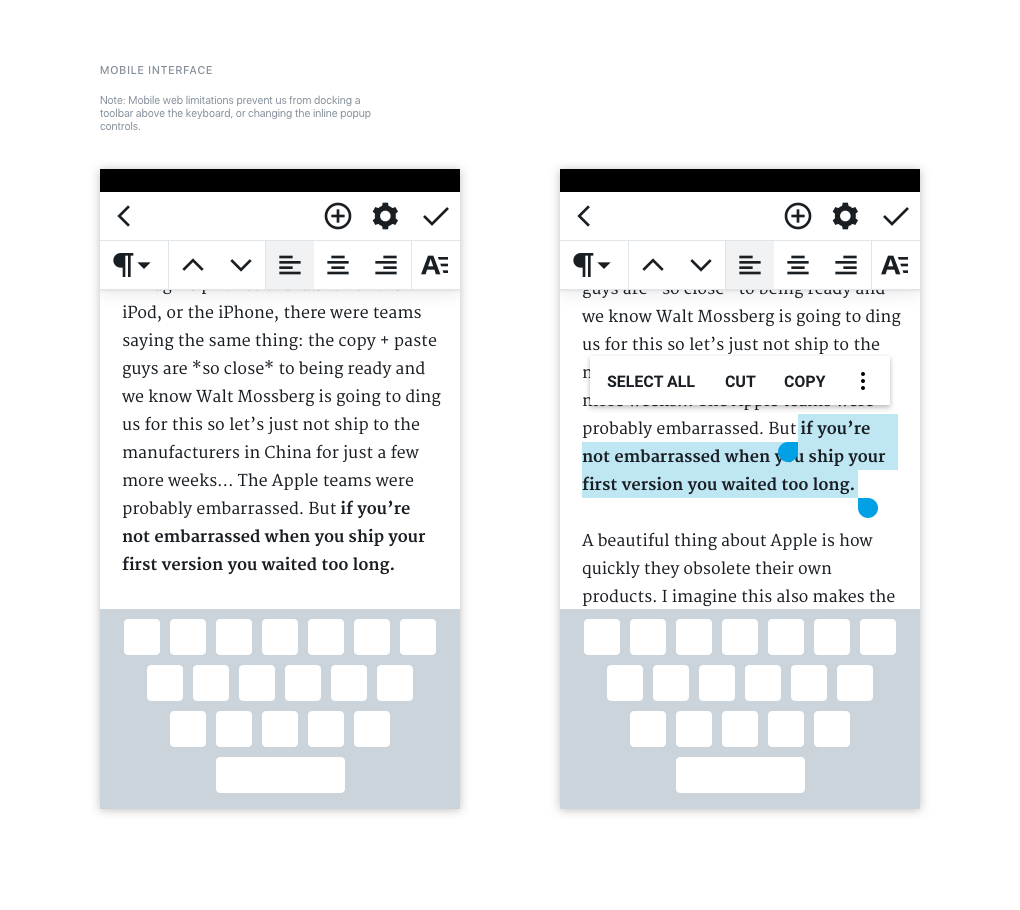 MOBILE INTERFACE
Note: Mobile web limitations prevent us from docking a
toolbar above the keyboard, or changing the inline popup
controls.
iPod, or the iPhone, there were teams
saying the same thing: the copy + paste
guys are *so close* to being ready and
we know Walt Mossberg is going to ding
us for this so let’s just not ship to the
manufacturers in China for just a few
more weeks… The Apple teams were
probably embarrassed. But if you’re
not embarrassed when you ship your
first version you waited too long.
guys are *so close* to being ready and
we know Walt Mossberg is going to ding
us for this so let’s just not ship to the
SELECT ALL CUT COPY
more weeks… The Apple teams were
probably embarrassed. But if you’re
not embarrassed when you ship your
first version you waited too long.
A beautiful thing about Apple is how
quickly they obsolete their own
products. I imagine this also makes the